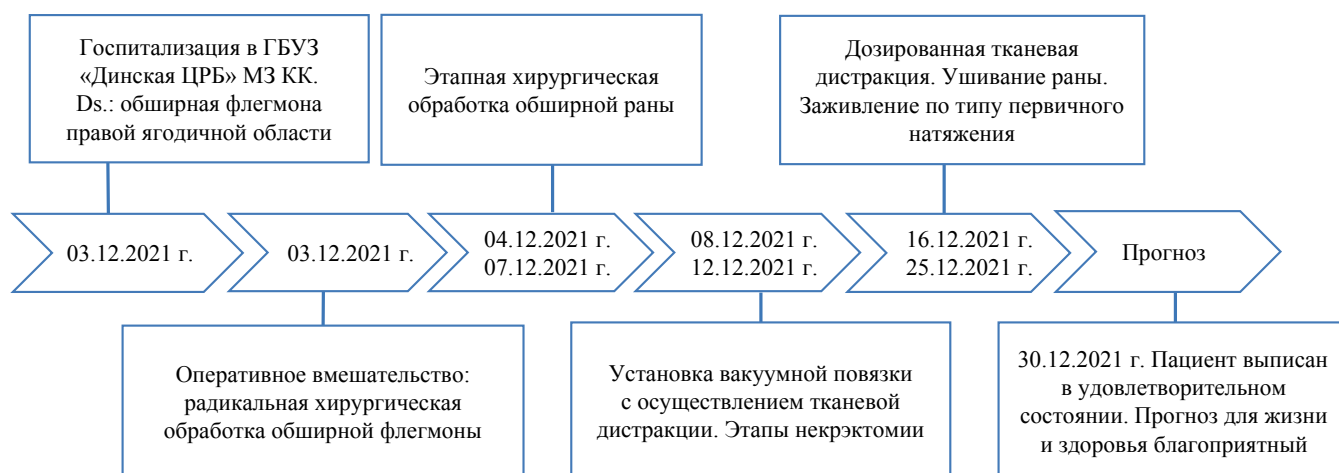 Госпитализация в ГБУЗ
«Динская ЦРБ» МЗ КК.
Ds.: обширная флегмона
правой ягодичной области
Этапная хирургическая
обработка обширной раны
Дозированная тканевая
дистракция. Ушивание раны.
Заживление по типу первичного
натяжения
03.12.2021 г.
03.12.2021 г.
04.12.2021 г.
07.12.2021 г.
08.12.2021 г.
12.12.2021 г.
16.12.2021 г.
25.12.2021 г.
Прогноз
Оперативное вмешательство:
радикальная хирургическая
обработка обширной флегмоны
Установка вакуумной повязки
с осуществлением тканевой
дистракции. Этапы некрэктомии
30.12.2021 г. Пациент выписан
в удовлетворительном
состоянии. Прогноз для жизни
и здоровья благоприятный